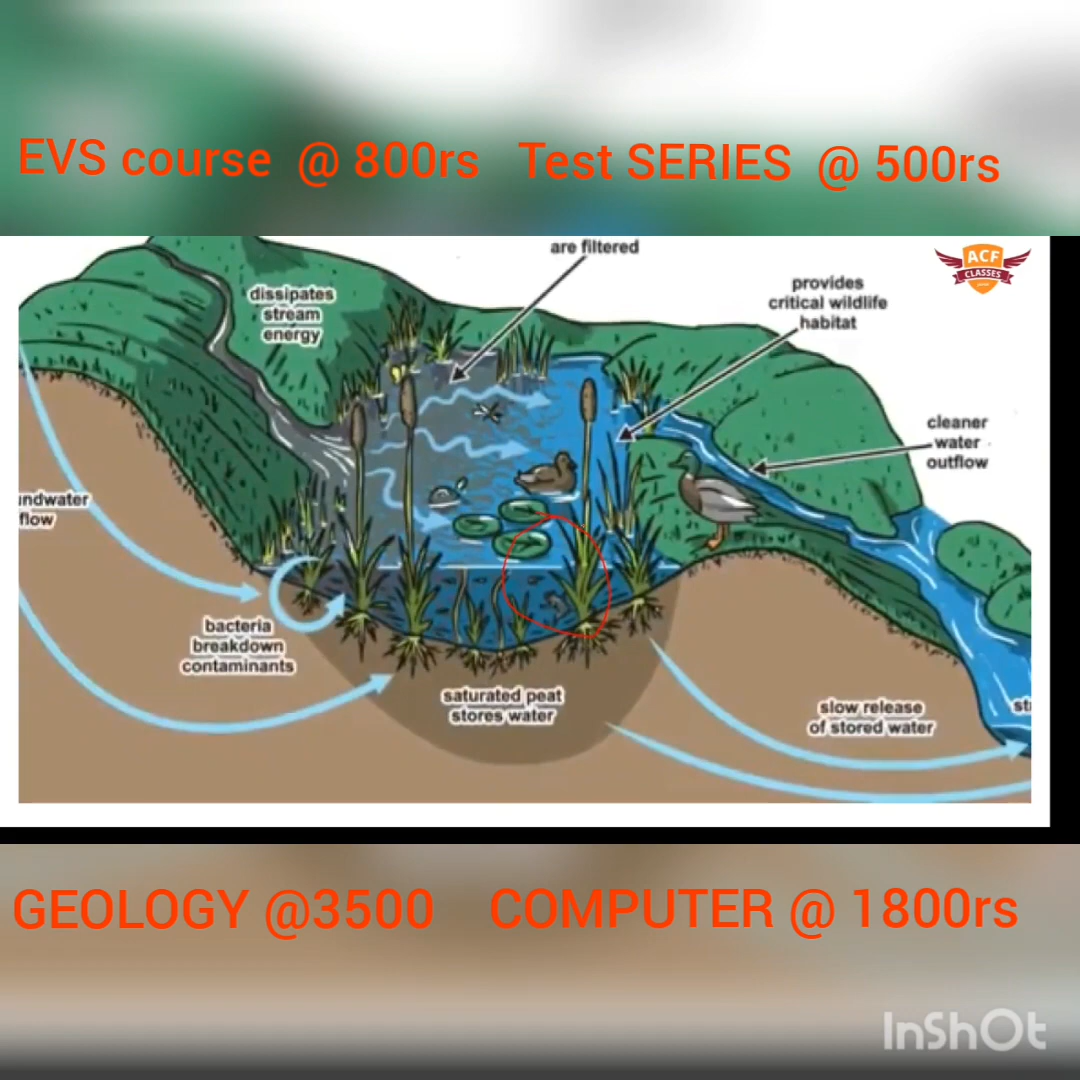 EVS course @ 800rs Test SERIES @ 500rs
are filtered
ACF
CLASSES
dissipates
stream
energy
provides
critical wildlife
habitat
cleaner
water
outflow
undwater
flow
bacteria
breakdown
contaminants
saturated peat
stores water
slow release
of stored water
st
GEOLOGY @3500 COMPUTER @ 1800rs
InShOt